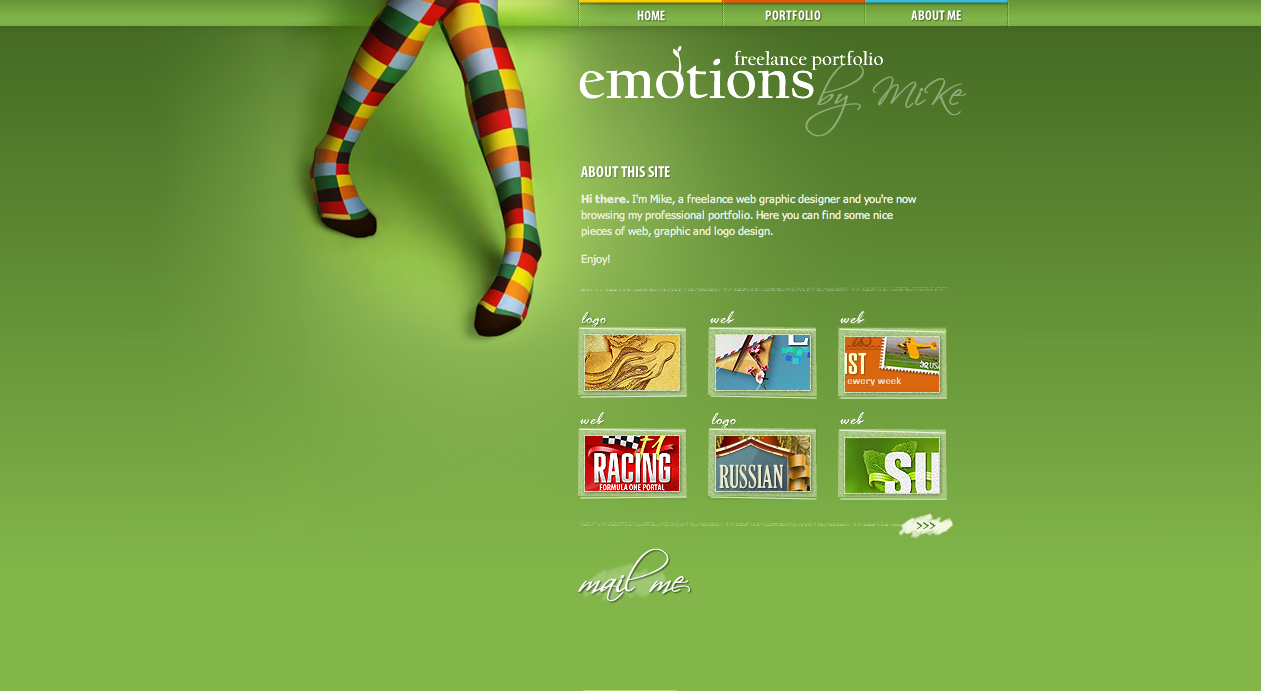 HOME PORTFOLIO ABOUT ME
freelance portfolio
emotions
by MiKe
ABOUT THIS SITE
Hi there. I'm Mike, a freelance web graphic designer and you're now
browsing my professional portfolio. Here you can find some nice
pieces of web, graphic and logo design.
Enjoy!
logo web web
IST
ewery week
web logo web
F1
RACING
FORMULA ONE PORTAL
RUSSIAN
SU
>>>
mail me